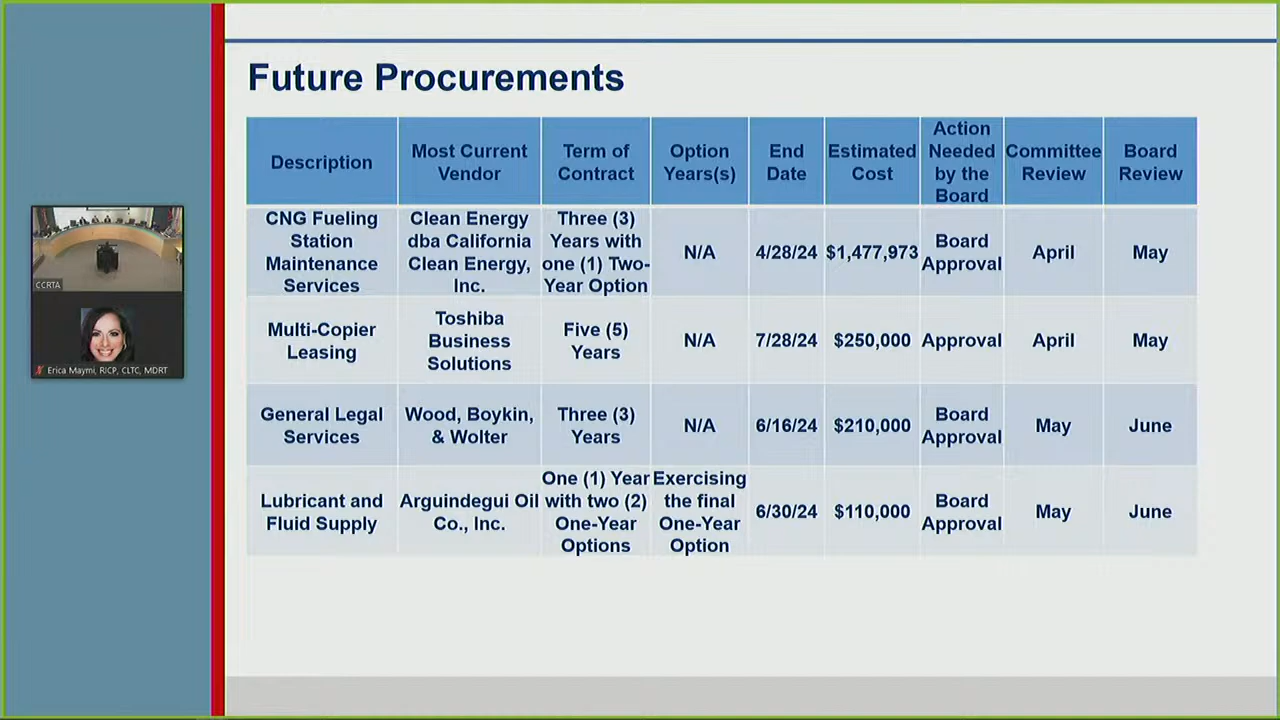 Future Procurements
Description
Most Current
Vendor
Term of
Contract
Option
Years(s)
End
Date
Estimated
Cost
Action
Needed
by the
Board
Committee
Review
Board
Review
CNG Fueling
Station
Maintenance
Services
Clean Energy
dba California
Clean Energy,
Inc.
Three (3)
Years with
one (1) Two-
Year Option
N/A
4/28/24
$1,477,973
Board
Approval
April
May
Multi-Copier
Leasing
Toshiba
Business
Solutions
Five (5)
Years
N/A
7/28/24
$250,000
Approval
April
May
General Legal
Services
Wood, Boykin,
& Wolter
Three (3)
Years
N/A
6/16/24
$210,000
Board
Approval
May
June
Lubricant and
Fluid Supply
Arguindegui Oil
Co., Inc.
One (1) Year
with two (2)
One-Year
Options
Exercising
the final
One-Year
Option
6/30/24
$110,000
Board
Approval
May
June
CCRTA
Erica Maymi, RICP, CLTC, MDRT